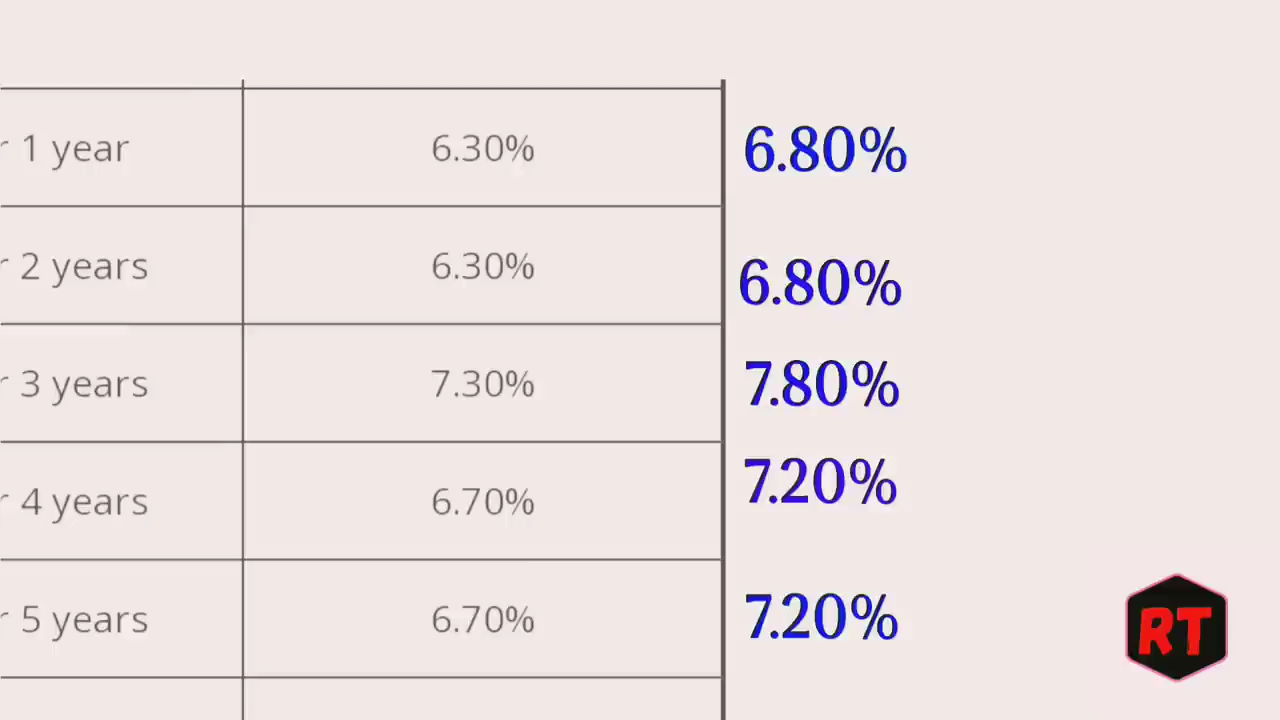 r 1 year 6.30% 6.80%
r 2 years 6.30% 6.80%
r 3 years 7.30% 7.80%
r 4 years 6.70% 7.20%
r 5 years 6.70% 7.20%
RT